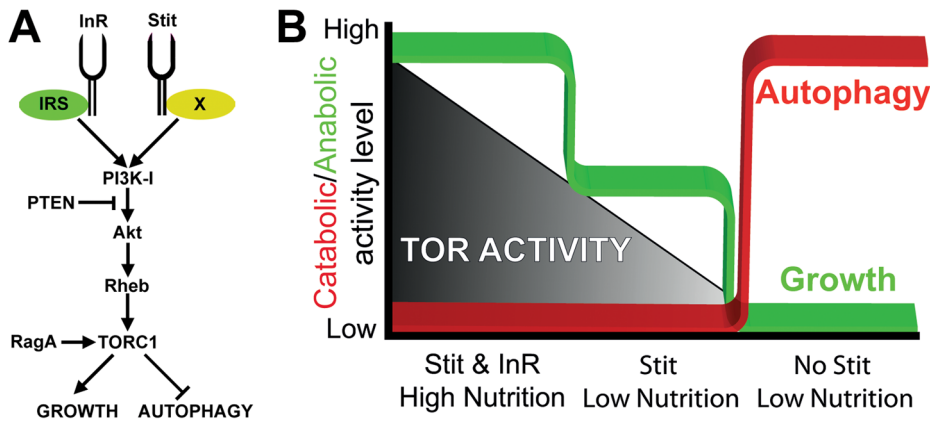 A
InR
Stit
IRS
X
PI3K-I
PTEN
Akt
Rheb
RagA
TORC1
GROWTH
AUTOPHAGY
B
High
Catabolic/Anabolic
activity level
Low
TOR ACTIVITY
Autophagy
Growth
Stit & InR
High Nutrition
Stit
Low Nutrition
No Stit
Low Nutrition